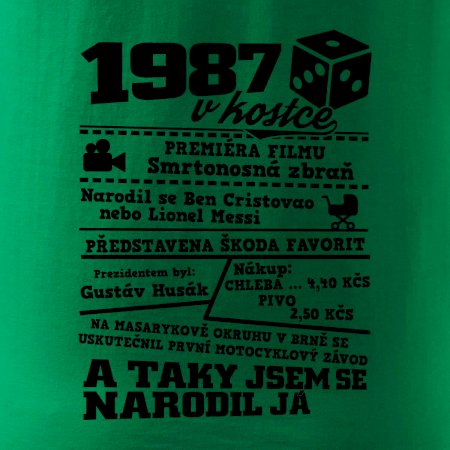 1987
v kostce
PREMIÉRA FILMU
Smrtonosná zbraň
Narodil se Ben Cristovao
nebo Lionel Messi
PŘEDSTAVENA ŠKODA FAVORIT
Prezidentem byl:
Gustáv Husák
Nákup:
CHLEBA ... 4,40 KČS
PIVO
2,50 KČS
NA MASARYKOVĚ OKRUHU V BRNĚ SE
USKUTEČNIL PRVNÍ MOTOCYKLOVÝ ZÁVOD
A TAKY JSEM SE
NARODIL JÁ